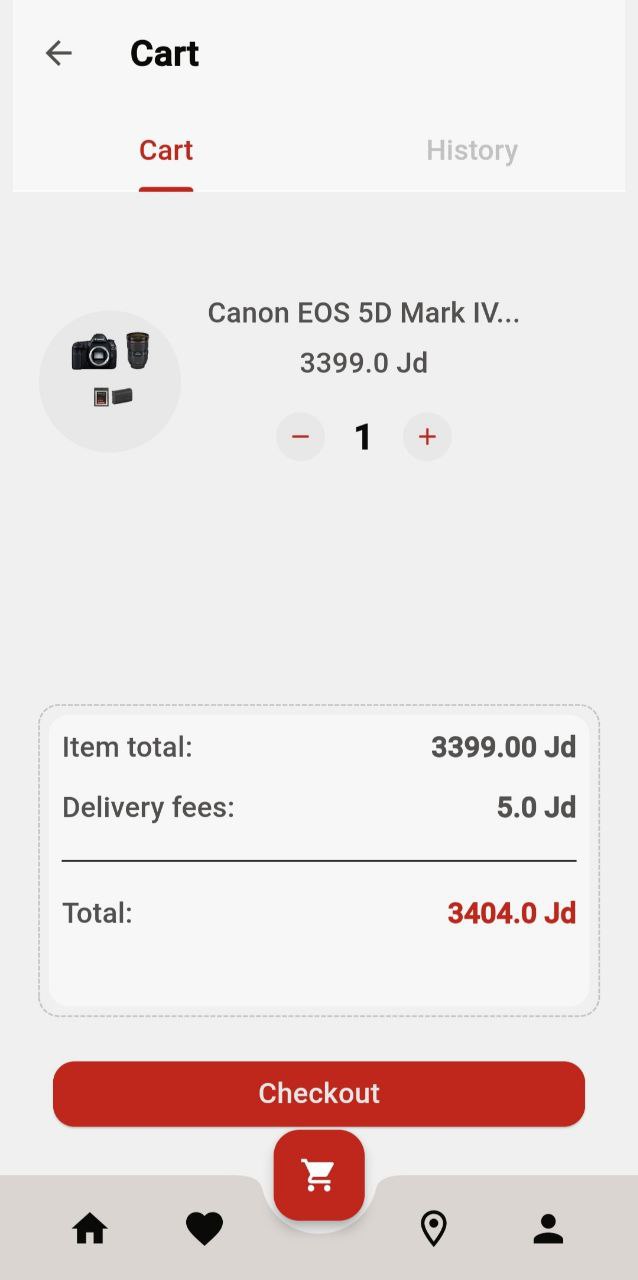 Cart
Cart
History
Canon EOS 5D Mark IV...
3399.0 Jd
− 1 +
Item total: 3399.00 Jd
Delivery fees: 5.0 Jd
Total: 3404.0 Jd
Checkout